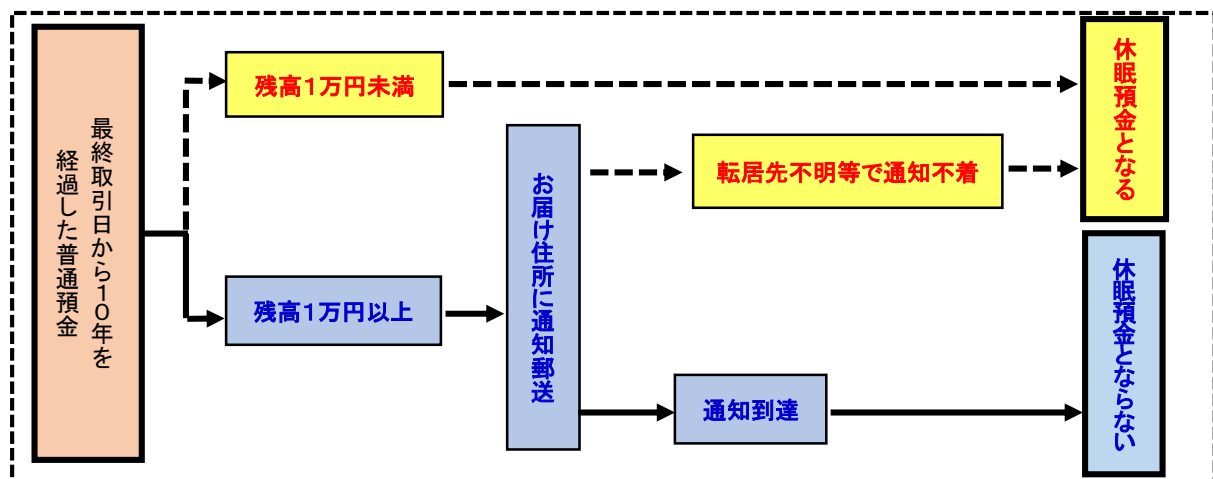 最終取引日から10年を
経過した普通預金
残高1万円未満
残高1万円以上
お届け住所に通知郵送
転居先不明等で通知不着
通知到達
休眠預金となる
休眠預金とならない